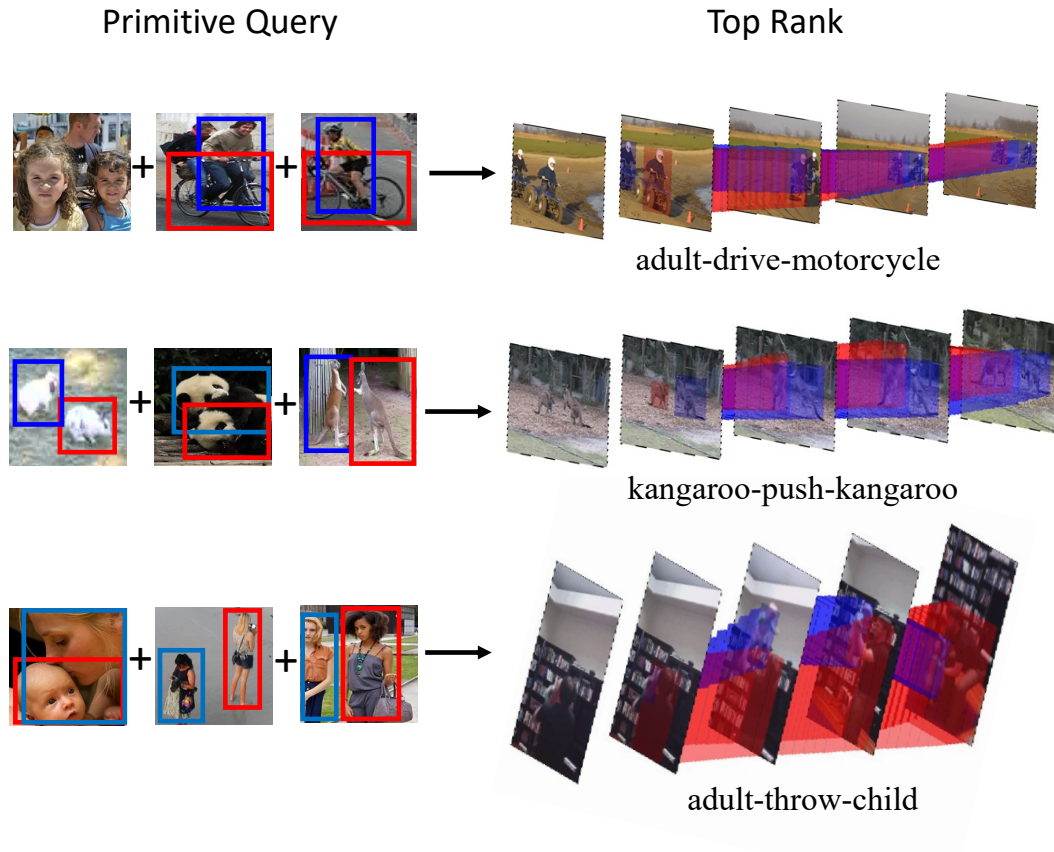 Primitive Query
Top Rank
+
+
adult-drive-motorcycle
+
+
kangaroo-push-kangaroo
+
+
adult-throw-child